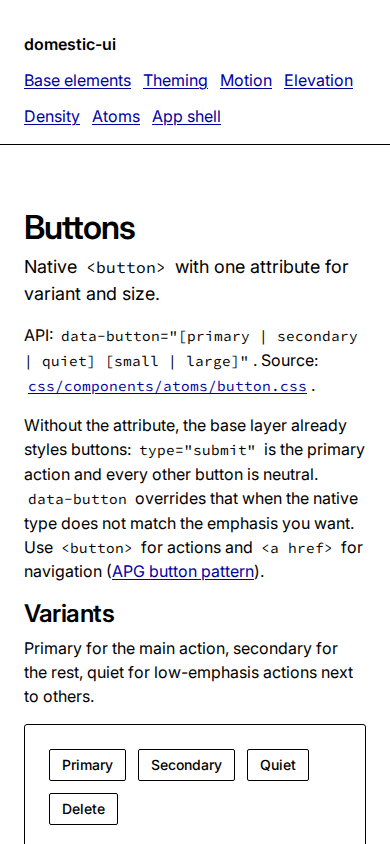 domestic-ui
Base elements Theming Motion Elevation
Density Atoms App shell
Buttons
Native <button> with one attribute for
variant and size.
API: data-button="[primary | secondary
| quiet] [small | large]". Source:
css/components/atoms/button.css.
Without the attribute, the base layer already
styles buttons: type="submit" is the primary
action and every other button is neutral.
data-button overrides that when the native
type does not match the emphasis you want.
Use <button> for actions and <a href> for
navigation (APG button pattern).
Variants
Primary for the main action, secondary for
the rest, quiet for low-emphasis actions next
to others.
Primary Secondary Quiet
Delete